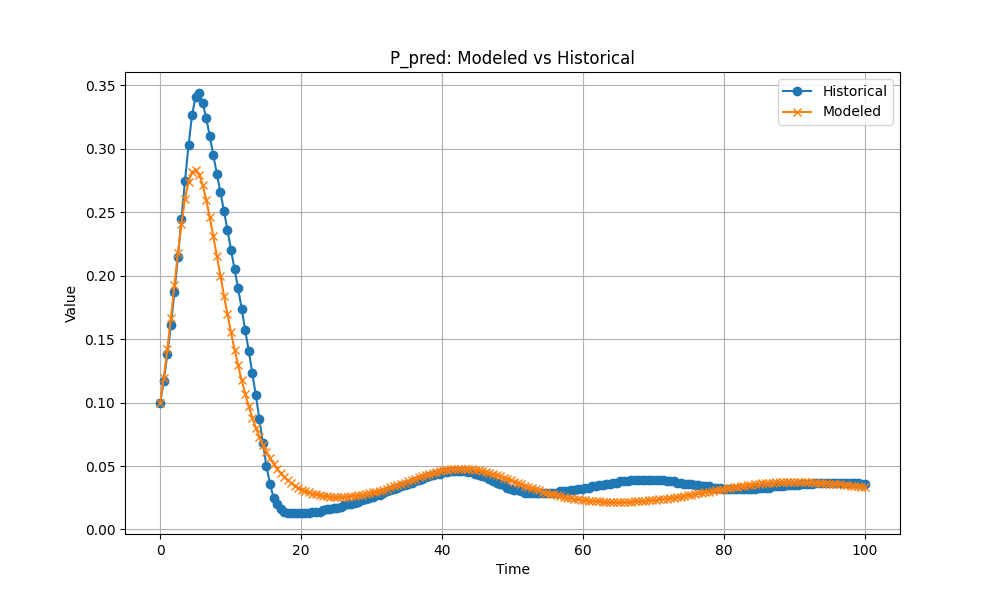 P_pred: Modeled vs Historical
Historical
Modeled
Value
0.35
0.30
0.25
0.20
0.15
0.10
0.05
0.00
0 20 40 60 80 100
Time